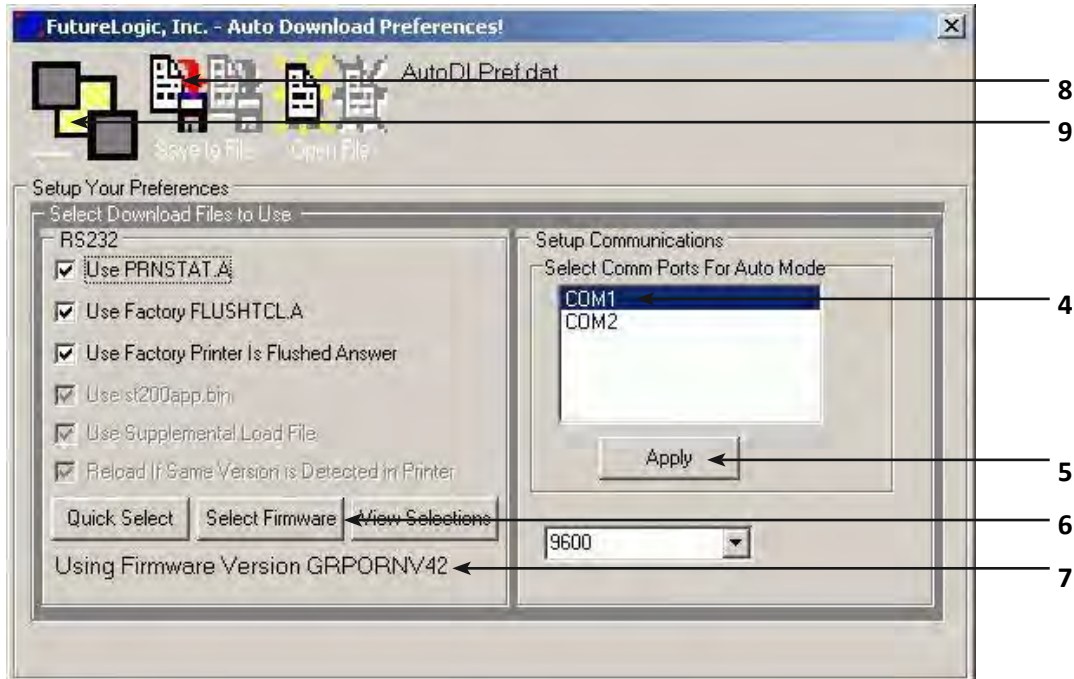 FutureLogic, Inc. - Auto Download Preferences!
AutoDLPref.dat
8
9
Save to File
Open File
Setup Your Preferences
Select Download Files to Use
RS232
Use PRNSTAT.A
Use Factory FLUSHTCL.A
Use Factory Printer Is Flushed Answer
Use st200app.bin
Use Supplemental Load File
Reload If Same Version is Detected in Printer
Quick Select
Select Firmware
View Selections
Using Firmware Version GRPORNV42
Setup Communications
Select Comm Ports For Auto Mode
COM1
COM2
4
Apply
5
6
9600
7